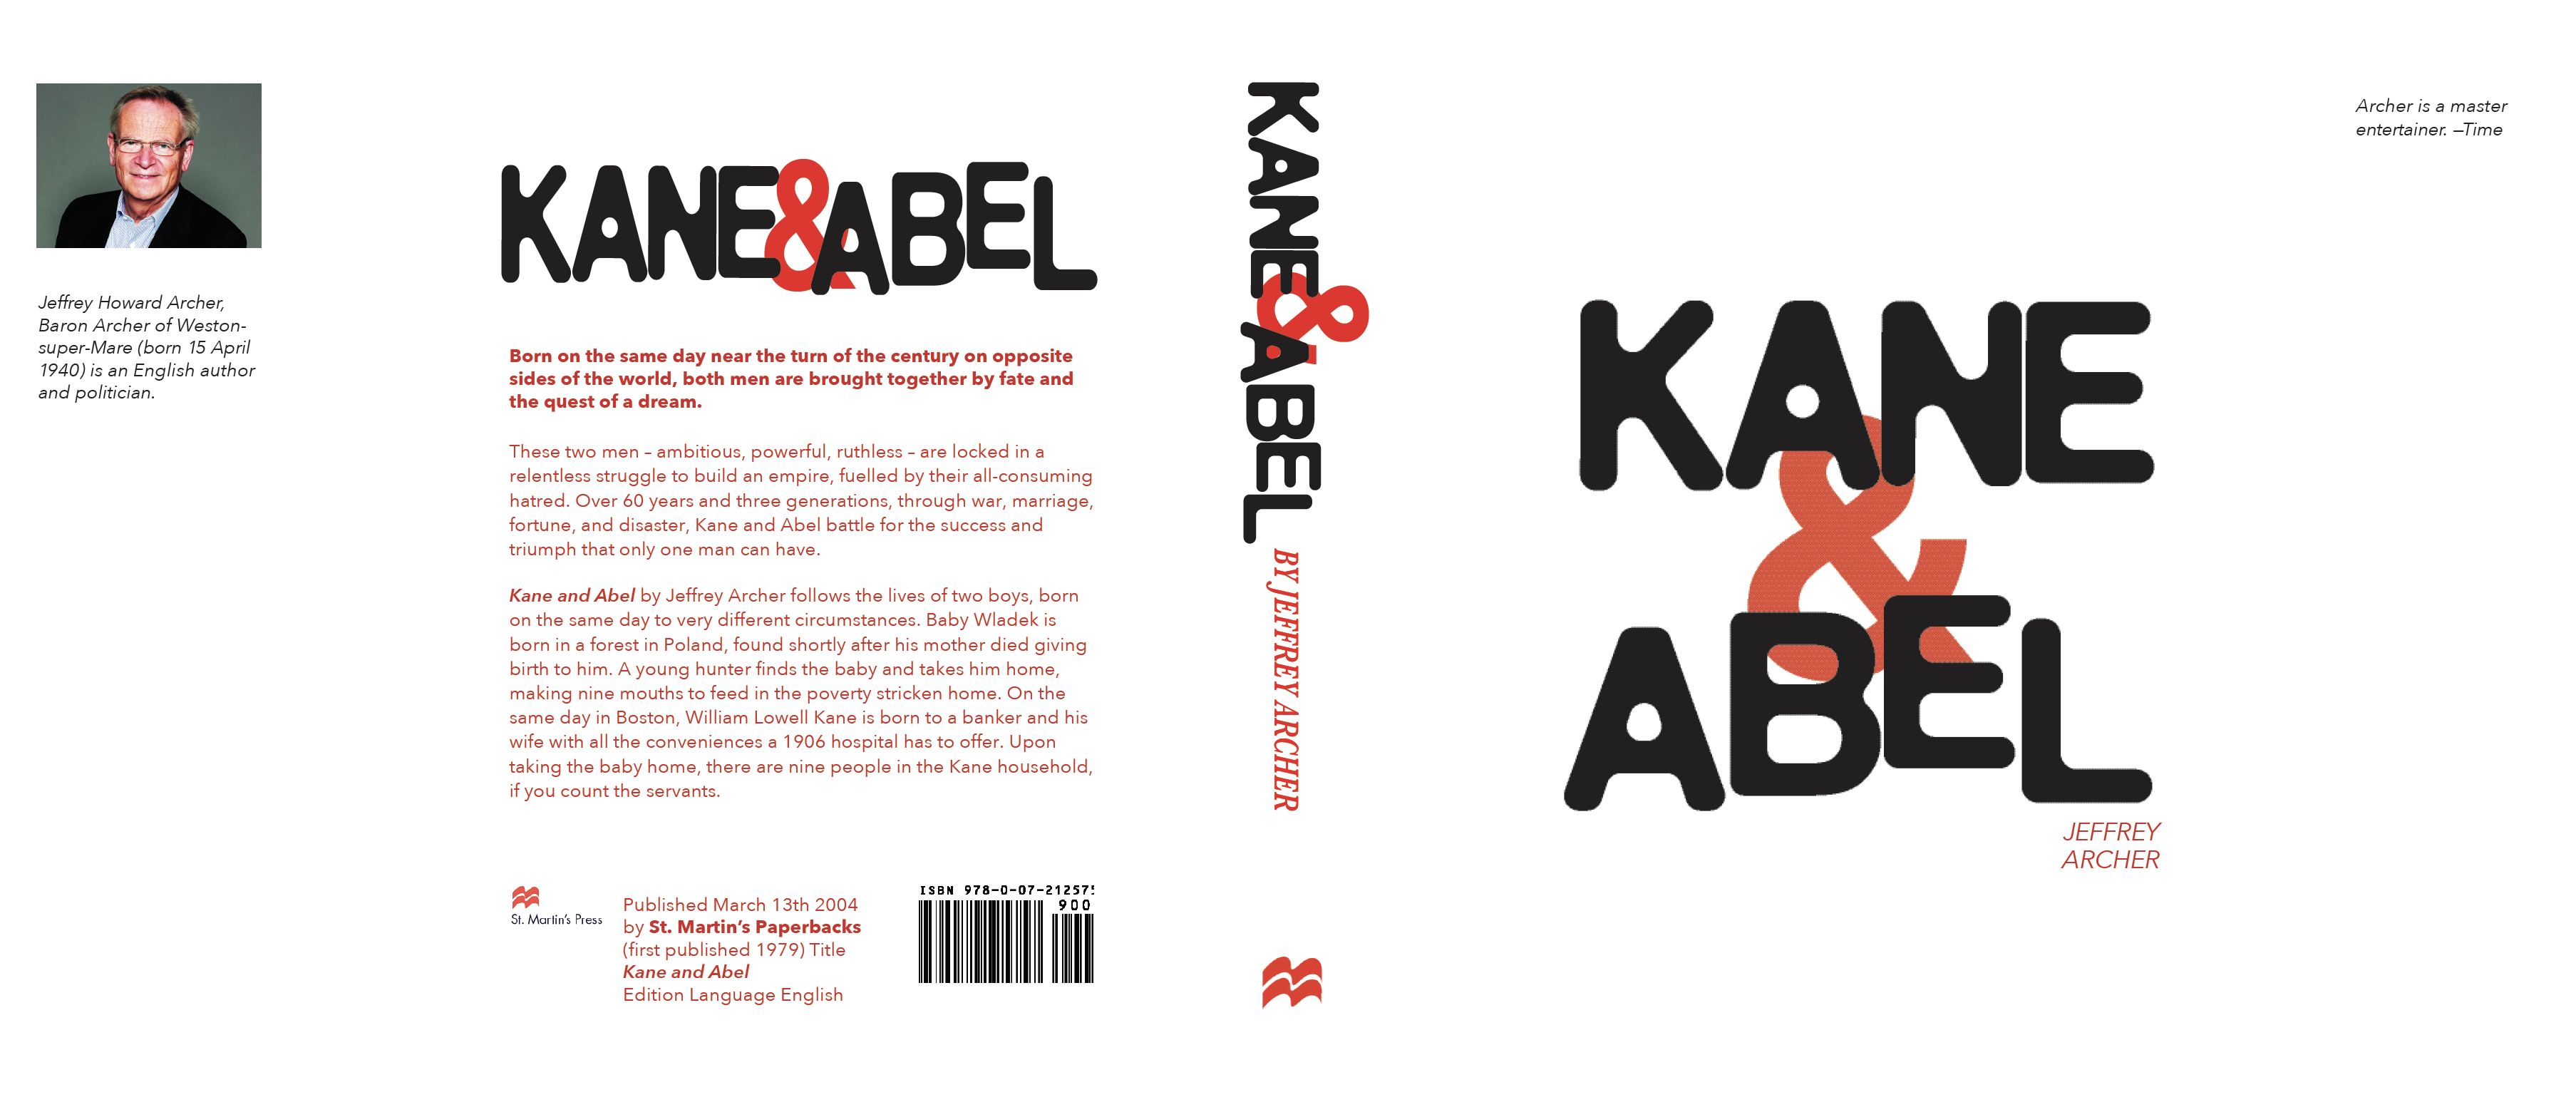 Jeffrey Howard Archer,
Baron Archer of Weston-
super-Mare (born 15 April
1940) is an English author
and politician.
KANE&ABEL
Born on the same day near the turn of the century on opposite
sides of the world, both men are brought together by fate and
the quest of a dream.
These two men – ambitious, powerful, ruthless – are locked in a
relentless struggle to build an empire, fuelled by their all-consuming
hatred. Over 60 years and three generations, through war, marriage,
fortune, and disaster, Kane and Abel battle for the success and
triumph that only one man can have.
Kane and Abel by Jeffrey Archer follows the lives of two boys, born
on the same day to very different circumstances. Baby Wladek is
born in a forest in Poland, found shortly after his mother died giving
birth to him. A young hunter finds the baby and takes him home,
making nine mouths to feed in the poverty stricken home. On the
same day in Boston, William Lowell Kane is born to a banker and his
wife with all the conveniences a 1906 hospital has to offer. Upon
taking the baby home, there are nine people in the Kane household,
if you count the servants.
St. Martin's Press
Published March 13th 2004
by St. Martin's Paperbacks
(first published 1979) Title
Kane and Abel
Edition Language English
ISBN 978-0-07-212575
900
KANE&ABEL BY JEFFREY ARCHER
KANE
&
ABEL
JEFFREY
ARCHER
Archer is a master
entertainer. —Time